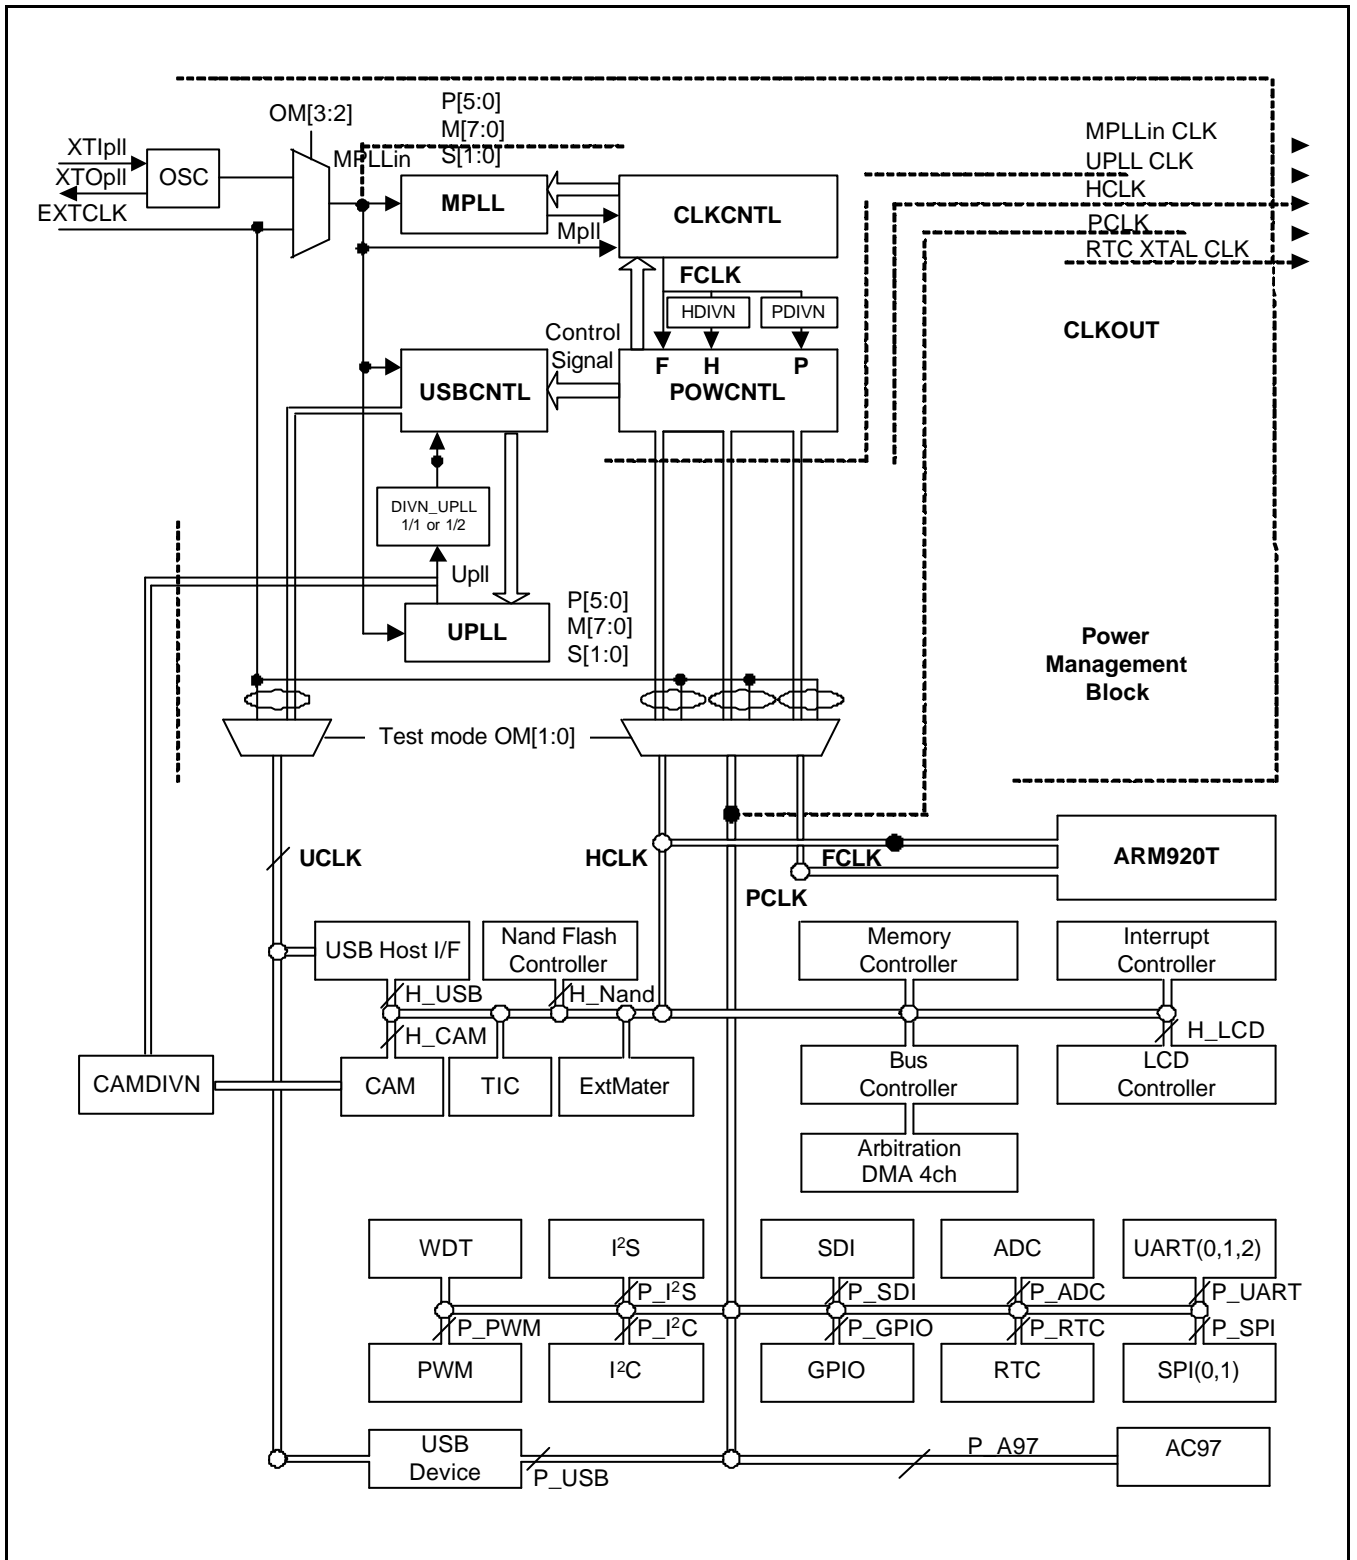 OM[3:2]
P[5:0]
M[7:0]
S[1:0]
MPLLin
XTIpll
XTOpll
EXTCLK
OSC
MPLL
CLKCNTL
Mpll
FCLK
HDIVN
PDIVN
MPLLin CLK
UPLL CLK
HCLK
PCLK
RTC XTAL CLK
CLKOUT
Control
Signal
F H P
USBCNTL
POWCNTL
DIVN_UPLL
1/1 or 1/2
Upll
UPLL
P[5:0]
M[7:0]
S[1:0]
Power
Management
Block
Test mode OM[1:0]
UCLK
HCLK
FCLK
PCLK
ARM920T
USB Host I/F
Nand Flash
Controller
Memory
Controller
Interrupt
Controller
H_USB
H_Nand
H_CAM
H_LCD
CAMDIVN
CAM
TIC
ExtMater
Bus
Controller
LCD
Controller
Arbitration
DMA 4ch
WDT
I²S
SDI
ADC
UART(0,1,2)
P_I²S
P_SDI
P_ADC
P_UART
P_PWM
P_I²C
P_GPIO
P_RTC
P_SPI
PWM
I²C
GPIO
RTC
SPI(0,1)
USB
Device
P_USB
P_A97
AC97